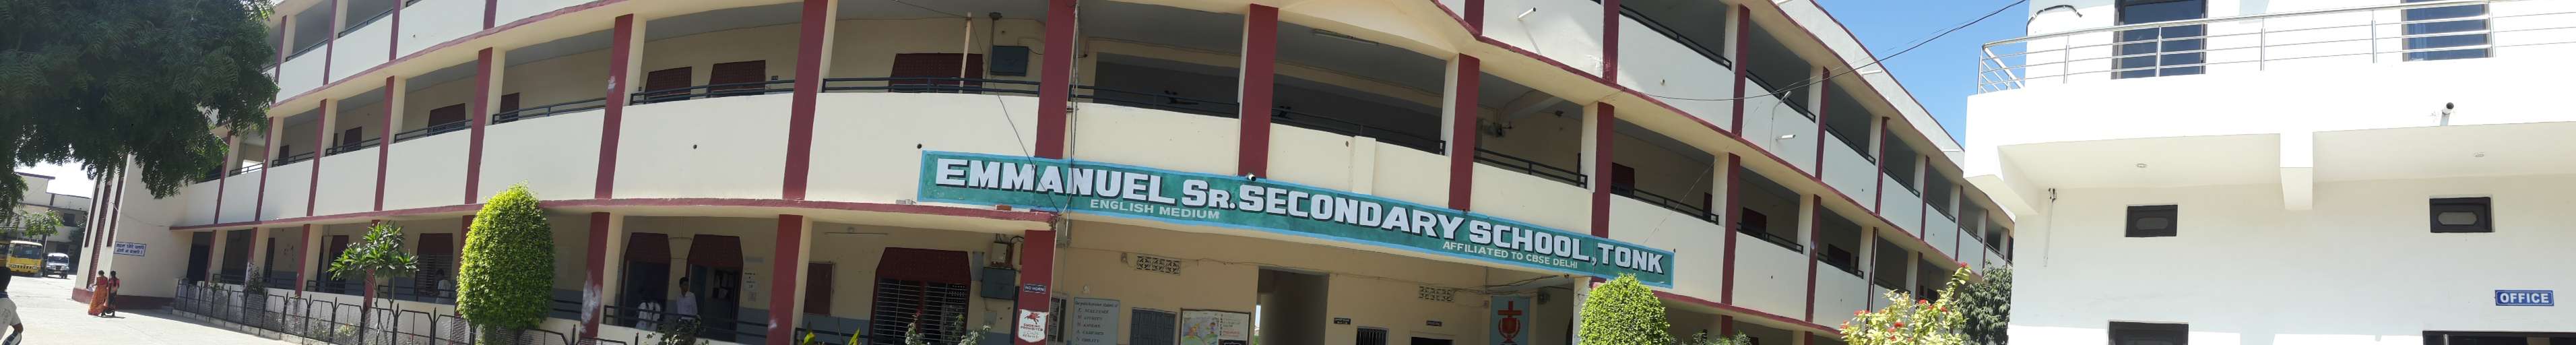 EMMANUEL SR. SECONDARY SCHOOL, TONK
ENGLISH MEDIUM
AFFILIATED TO CBSE DELHI
OFFICE